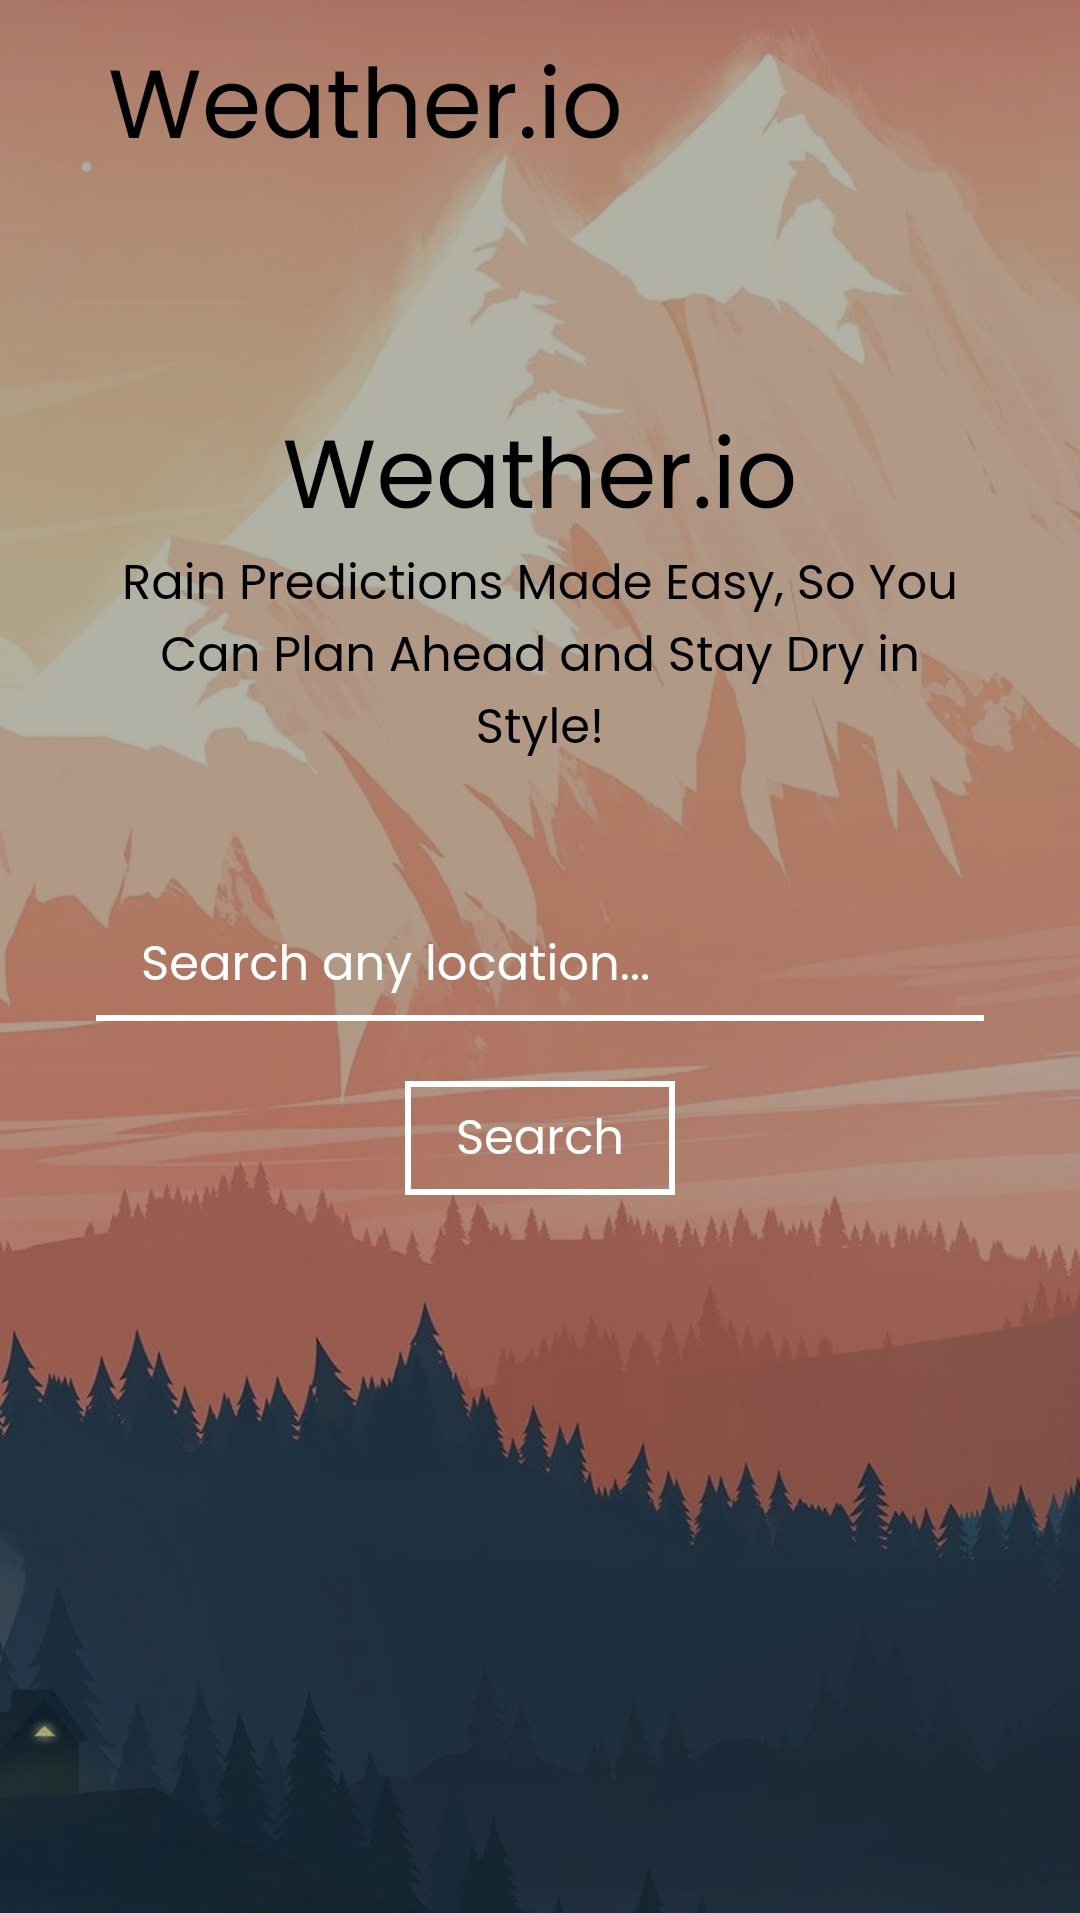 Weather.io
Weather.io
Rain Predictions Made Easy, So You
Can Plan Ahead and Stay Dry in
Style!
Search any location...
Search